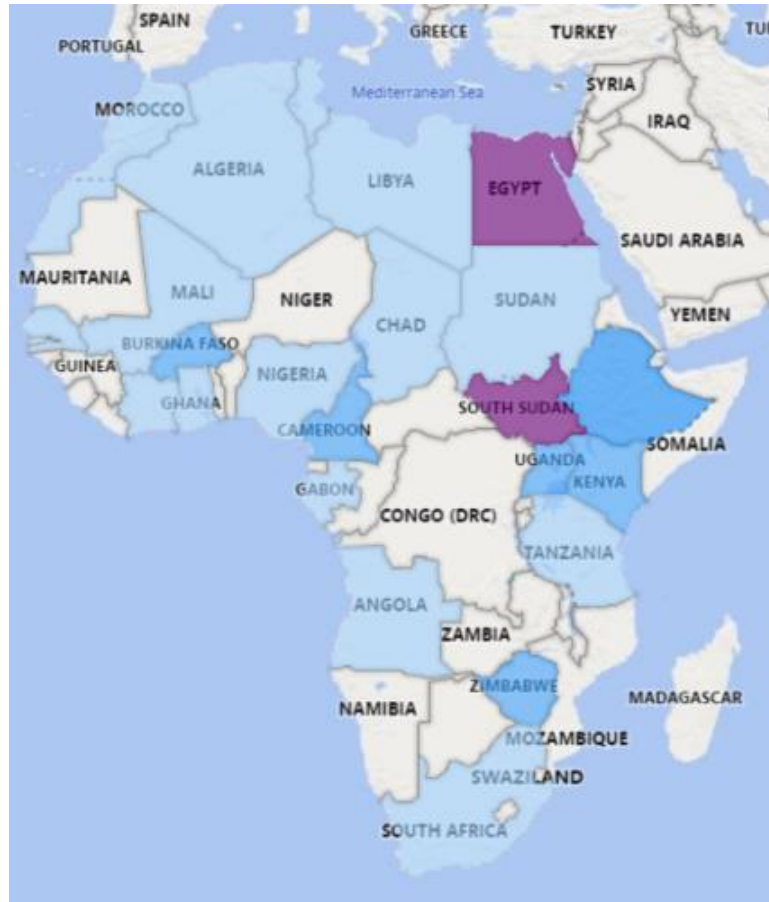 SPAIN
PORTUGAL
GREECE
TURKEY
TU
SYRIA
Mediterranean Sea
MOROCCO
IRAQ
ALGERIA
LIBYA
EGYPT
SAUDI ARABIA
MAURITANIA
MALI
NIGER
CHAD
SUDAN
YEMEN
BURKINA FASO
GUINEA
NIGERIA
GHANA
SOUTH SUDAN
CAMEROON
SOMALIA
UGANDA
KENYA
GABON
CONGO (DRC)
TANZANIA
ANGOLA
ZAMBIA
ZIMBABWE
NAMIBIA
MADAGASCAR
MOZAMBIQUE
SWAZILAND
SOUTH AFRICA